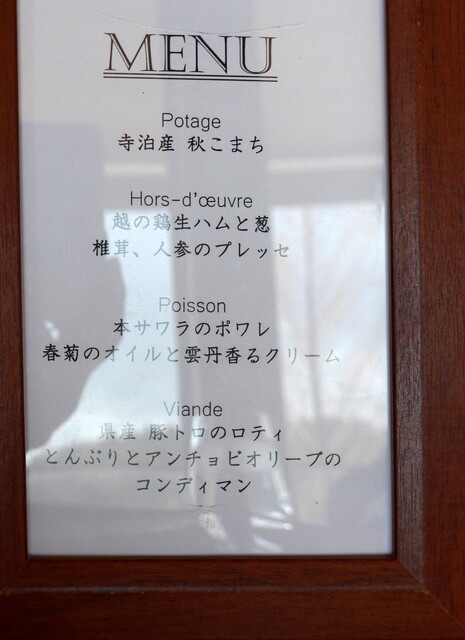 MENU
Potage
寺泊産 秋こまち
Hors-d'œuvre
越の鶏生ハムと葱
椎茸、人参のプレッセ
Poisson
本サワラのポワレ
春菊のオイルと雲丹香るクリーム
Viande
県産 豚トロのロティ
とんぶりとアンチョビオリーブの
コンディマン